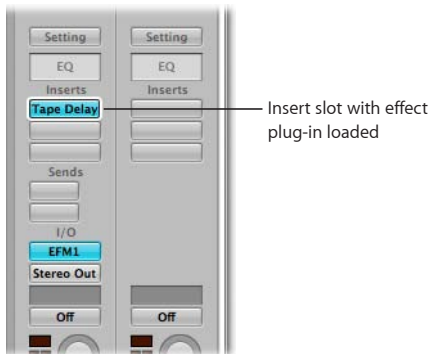 Setting Setting
EQ EQ
Inserts Inserts
Tape Delay
Insert slot with effect
plug-in loaded
Sends
I/O
EFM1
Stereo Out
Off Off